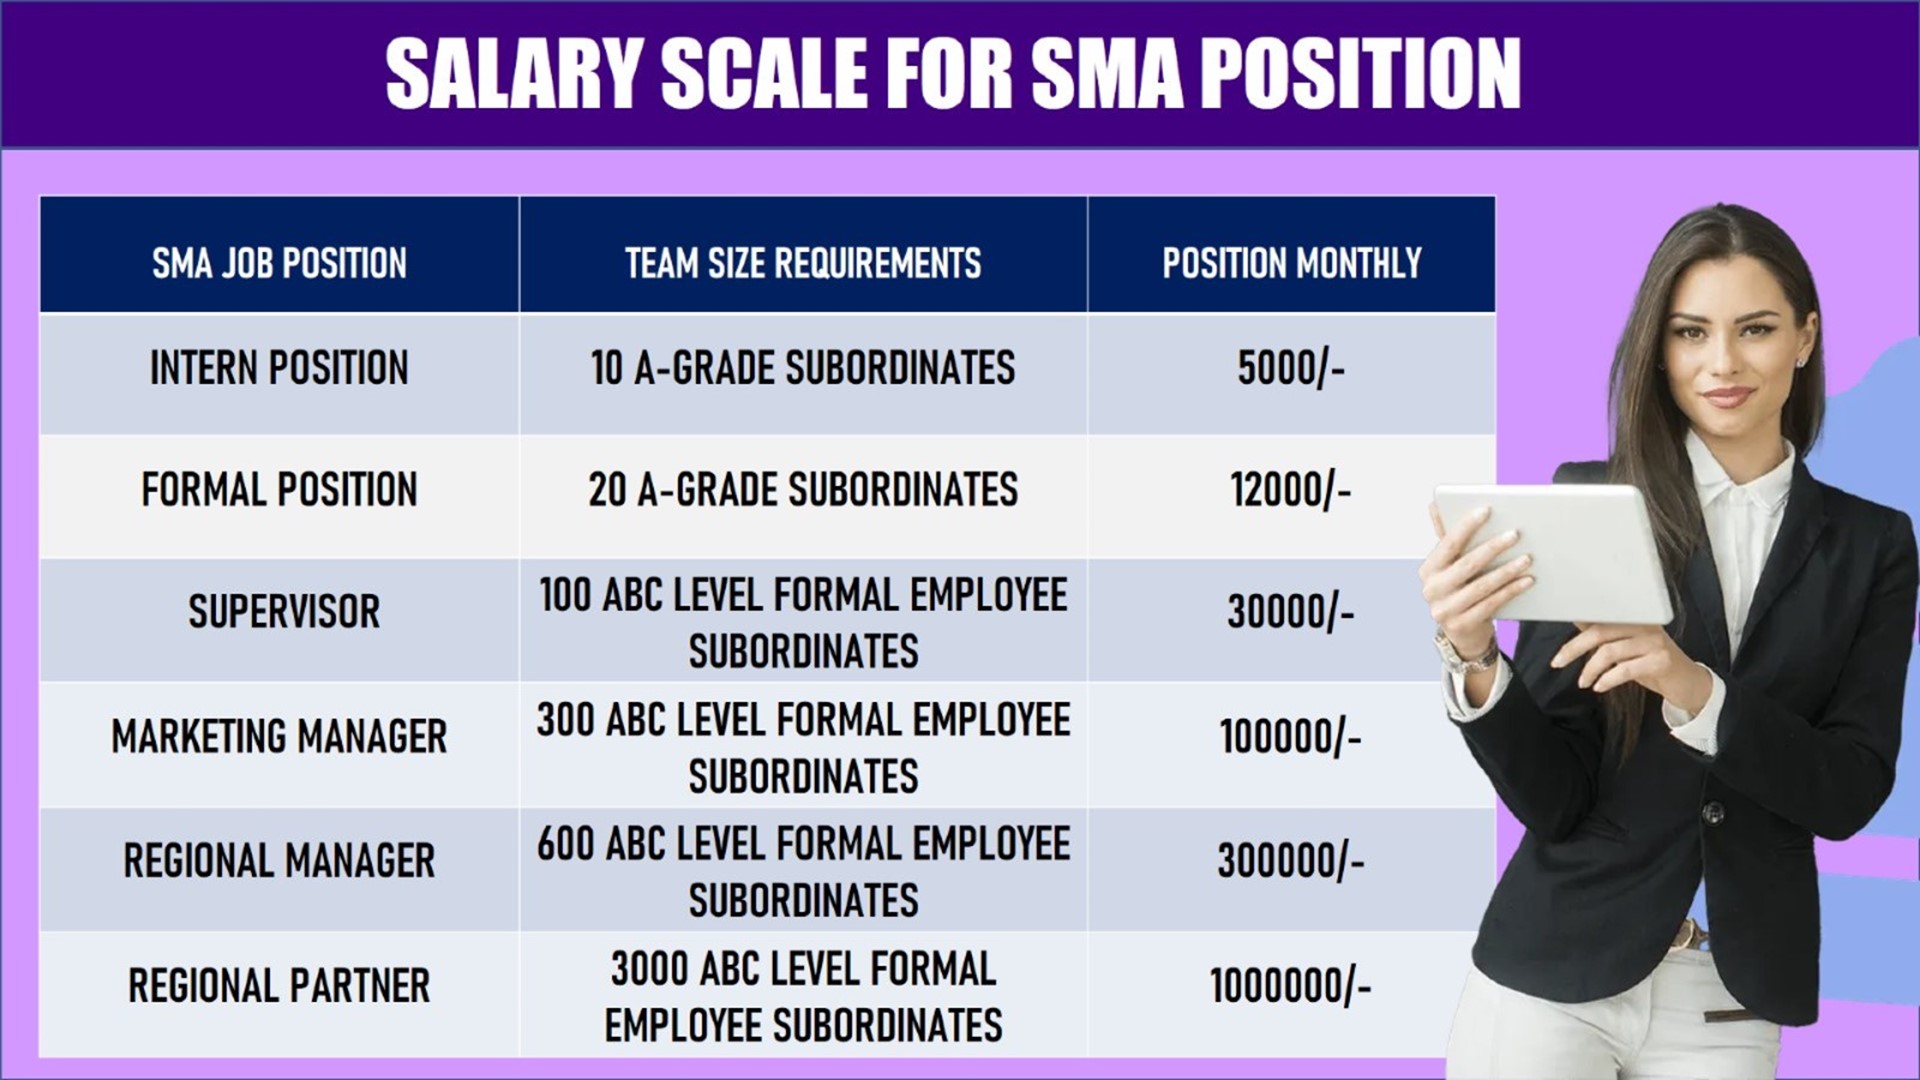 SALARY SCALE FOR SMA POSITION
SMA JOB POSITION TEAM SIZE REQUIREMENTS POSITION MONTHLY
INTERN POSITION 10 A-GRADE SUBORDINATES 5000/-
FORMAL POSITION 20 A-GRADE SUBORDINATES 12000/-
SUPERVISOR 100 ABC LEVEL FORMAL EMPLOYEE 30000/-
SUBORDINATES
MARKETING MANAGER 300 ABC LEVEL FORMAL EMPLOYEE 100000/-
SUBORDINATES
REGIONAL MANAGER 600 ABC LEVEL FORMAL EMPLOYEE 300000/-
SUBORDINATES
REGIONAL PARTNER 3000 ABC LEVEL FORMAL 1000000/-
EMPLOYEE SUBORDINATES